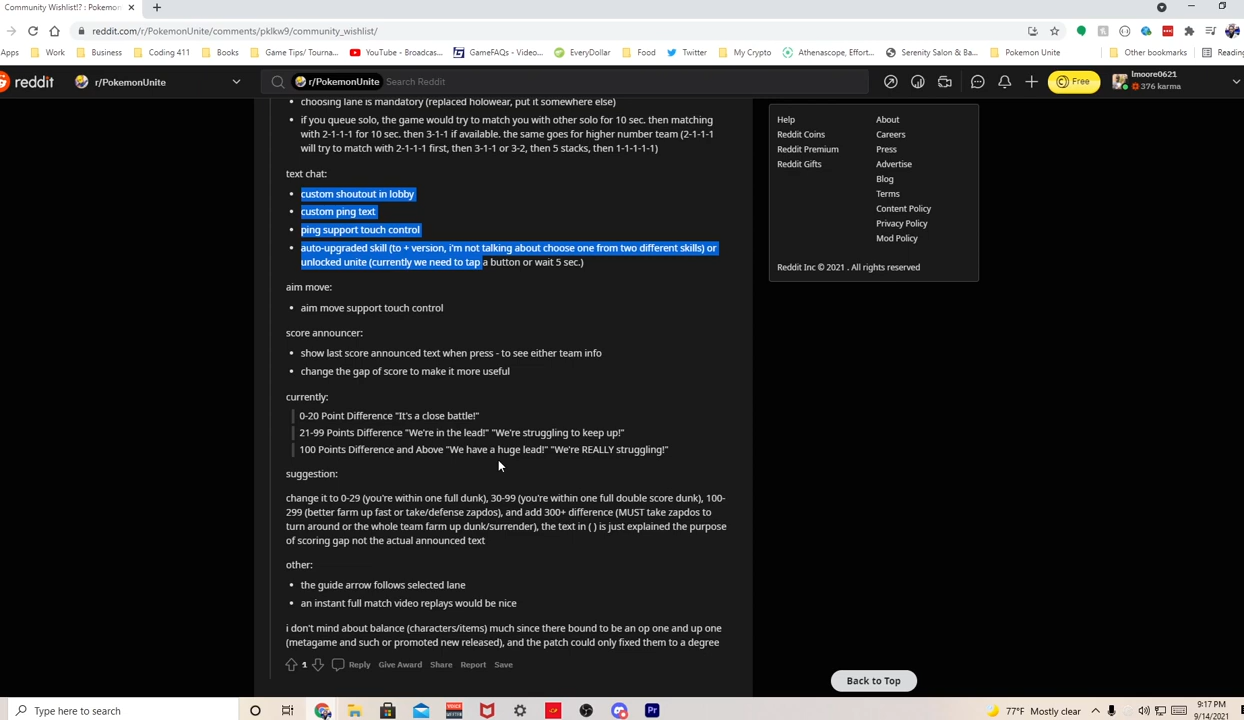 Community Wishlist!? : Pokemon
reddit.com/r/PokemonUnite/comments/pklkw9/community_wishlist/
Apps Work Business Coding 411 Books Game Tips/ Tourna... YouTube - Broadcas... GameFAQs - Video... EveryDollar Food Twitter My Crypto Athenascope, Effort... Serenity Salon & Ba... Pokemon Unite Other bookmarks Reading
reddit r/PokemonUnite r/PokemonUnite Search Reddit Free lmoore0621
376 karma
choosing lane is mandatory (replaced holowear, put it somewhere else)
if you queue solo, the game would try to match you with other solo for 10 sec. then matching
with 2-1-1-1 for 10 sec. then 3-1-1 if available. the same goes for higher number team (2-1-1-1
will try to match with 2-1-1-1 first, then 3-1-1 or 3-2, then 5 stacks, then 1-1-1-1-1)
text chat:
custom shoutout in lobby
custom ping text
ping support touch control
auto-upgraded skill (to + version, i'm not talking about choose one from two different skills) or
unlocked unite (currently we need to tap a button or wait 5 sec.)
aim move:
aim move support touch control
score announcer:
show last score announced text when press - to see either team info
change the gap of score to make it more useful
currently:
0-20 Point Difference "It's a close battle!"
21-99 Points Difference "We're in the lead!" "We're struggling to keep up!"
100 Points Difference and Above "We have a huge lead!" "We're REALLY struggling!"
suggestion:
change it to 0-29 (you're within one full dunk), 30-99 (you're within one full double score dunk), 100-
299 (better farm up fast or take/defense zapdos), and add 300+ difference (MUST take zapdos to
turn around or the whole team farm up dunk/surrender), the text in ( ) is just explained the purpose
of scoring gap not the actual announced text
other:
the guide arrow follows selected lane
an instant full match video replays would be nice
i don't mind about balance (characters/items) much since there bound to be an op one and up one
(metagame and such or promoted new released), and the patch could only fixed them to a degree
1 Reply Give Award Share Report Save
Help About
Reddit Coins Careers
Reddit Premium Press
Reddit Gifts Advertise
Blog
Terms
Content Policy
Privacy Policy
Mod Policy
Reddit Inc © 2021 . All rights reserved
Back to Top
Type here to search
77°F Mostly clear
9:17 PM
9/14/2021